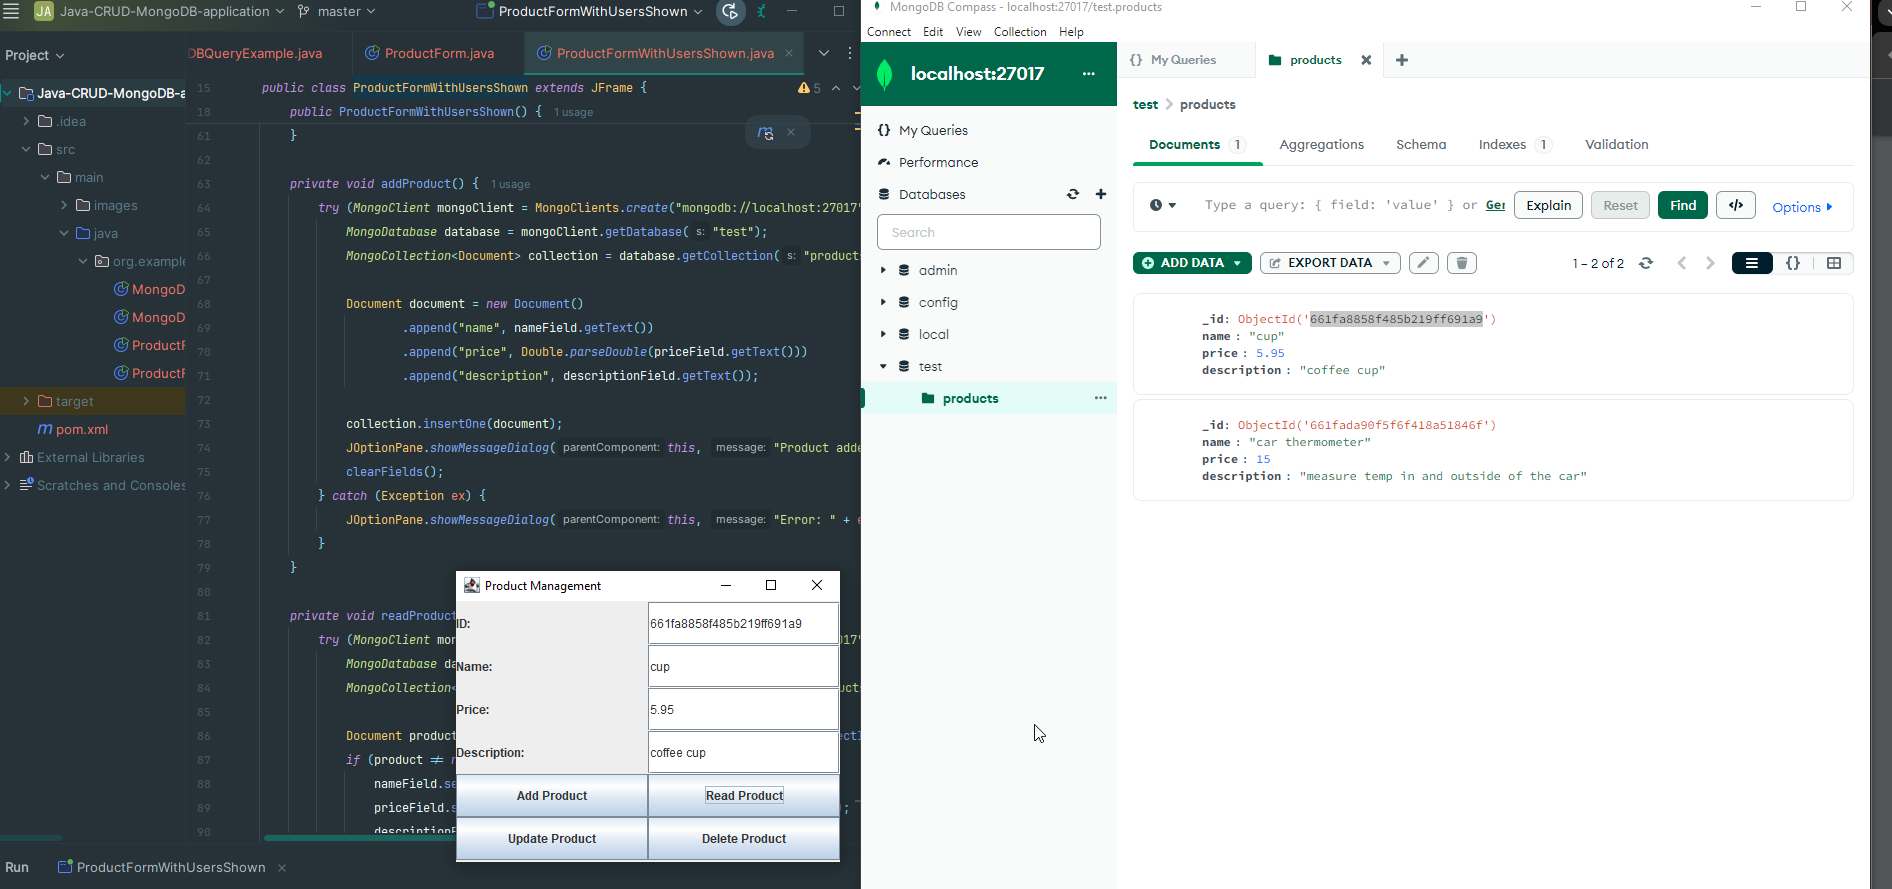 JA Java-CRUD-MongoDB-application master ProductFormWithUsersShown
Project
DBQueryExample.java ProductForm.java ProductFormWithUsersShown.java
Java-CRUD-MongoDB-a
.idea
src
main
images
java
org.example
MongoD
MongoD
ProductF
ProductF
target
pom.xml
External Libraries
Scratches and Consoles
5
15 public class ProductFormWithUsersShown extends JFrame {
18 public ProductFormWithUsersShown() { 1 usage
61 }
62
63 private void addProduct() { 1 usage
64 try (MongoClient mongoClient = MongoClients.create("mongodb://localhost:27017"
65 MongoDatabase database = mongoClient.getDatabase( s: "test");
66 MongoCollection<Document> collection = database.getCollection( s: "products
67
68 Document document = new Document()
69 .append("name", nameField.getText())
70 .append("price", Double.parseDouble(priceField.getText()))
71 .append("description", descriptionField.getText());
72
73 collection.insertOne(document);
74 JOptionPane.showMessageDialog( parentComponent: this, message: "Product adde
75 clearFields();
76 } catch (Exception ex) {
77 JOptionPane.showMessageDialog( parentComponent: this, message: "Error: " + e
78 }
79 }
80
81 private void readProduct
82 try (MongoClient mon 017"
83 MongoDatabase da
84 MongoCollection< ucts
85
86 Document product ecti
87 if (product ≠ n
88 nameField.se
89 priceField.s );
90 descriptionF
Run ProductFormWithUsersShown
Product Management
ID: 661fa8858f485b219ff691a9
Name: cup
Price: 5.95
Description: coffee cup
Add Product Read Product
Update Product Delete Product
MongoDB Compass - localhost:27017/test.products
Connect Edit View Collection Help
localhost:27017
My Queries
Performance
Databases
Search
admin
config
local
test
products
My Queries products
test > products
Documents 1 Aggregations Schema Indexes 1 Validation
Type a query: { field: 'value' } or Ger Explain Reset Find </> Options
ADD DATA EXPORT DATA 1 – 2 of 2 {}
_id: ObjectId('661fa8858f485b219ff691a9')
name : "cup"
price : 5.95
description : "coffee cup"
_id: ObjectId('661fada90f5f6f418a51846f')
name : "car thermometer"
price : 15
description : "measure temp in and outside of the car"